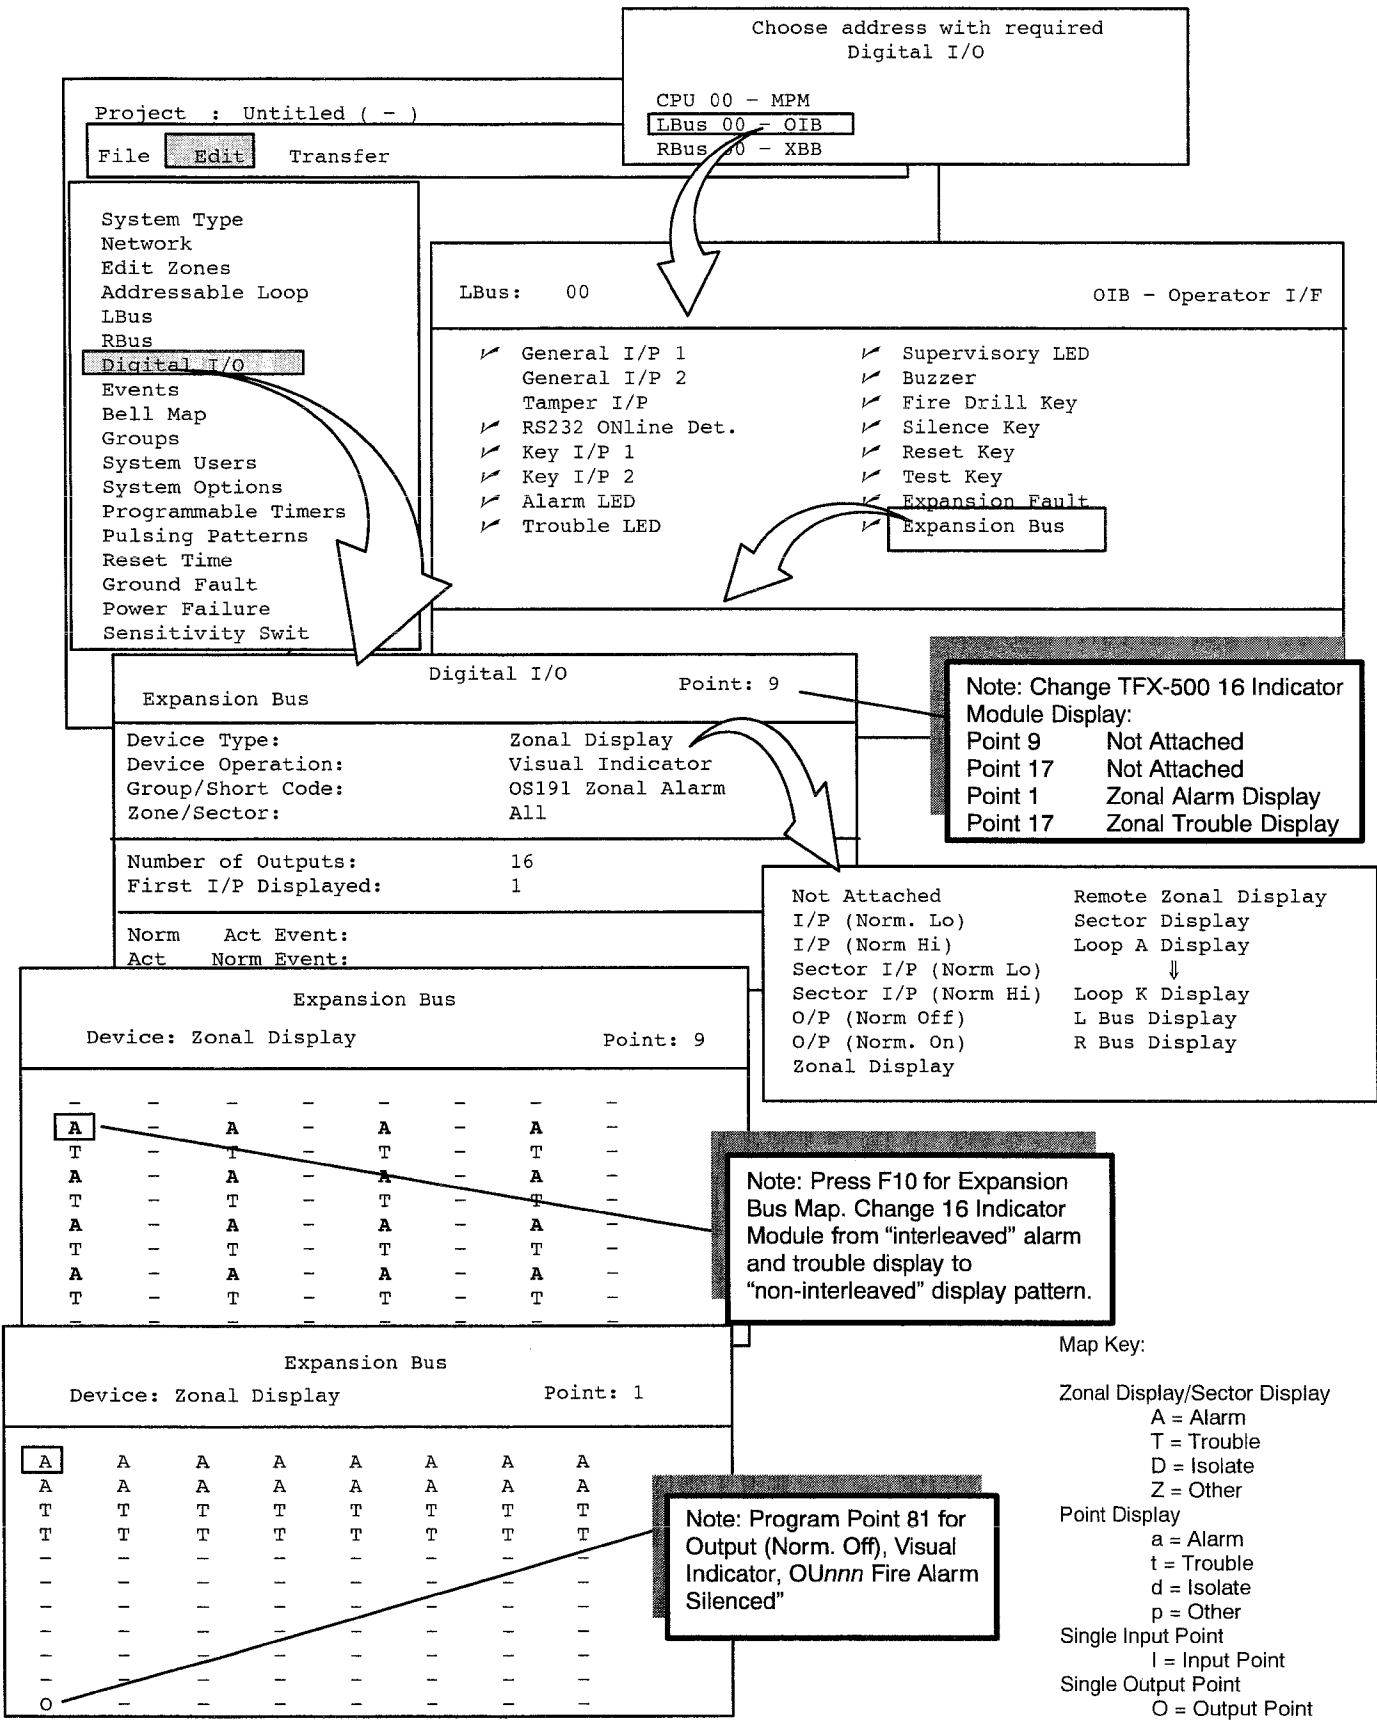 Choose address with required
Digital I/O
CPU 00 - MPM
LBus 00 - OIB
RBus 00 - XBB
Project : Untitled ( - )
File Edit Transfer
System Type
Network
Edit Zones
Addressable Loop
LBus
RBus
Digital I/O
Events
Bell Map
Groups
System Users
System Options
Programmable Timers
Pulsing Patterns
Reset Time
Ground Fault
Power Failure
Sensitivity Swit
LBus: 00 OIB - Operator I/F
General I/P 1
General I/P 2
Tamper I/P
RS232 ONline Det.
Key I/P 1
Key I/P 2
Alarm LED
Trouble LED
Supervisory LED
Buzzer
Fire Drill Key
Silence Key
Reset Key
Test Key
Expansion Fault
Expansion Bus
Digital I/O
Expansion Bus Point: 9
Device Type: Zonal Display
Device Operation: Visual Indicator
Group/Short Code: OS191 Zonal Alarm
Zone/Sector: All
Number of Outputs: 16
First I/P Displayed: 1
Norm Act Event:
Act Norm Event:
Note: Change TFX-500 16 Indicator
Module Display:
Point 9 Not Attached
Point 17 Not Attached
Point 1 Zonal Alarm Display
Point 17 Zonal Trouble Display
Not Attached
I/P (Norm. Lo)
I/P (Norm Hi)
Sector I/P (Norm Lo)
Sector I/P (Norm Hi)
O/P (Norm Off)
O/P (Norm. On)
Zonal Display
Remote Zonal Display
Sector Display
Loop A Display
⇓
Loop K Display
L Bus Display
R Bus Display
Expansion Bus
Device: Zonal Display Point: 9
- - - - - - - -
A - A - A - A -
T - T - T - T -
A - A - A - A -
T - T - T - T -
A - A - A - A -
T - T - T - T -
A - A - A - A -
T - T - T - T -
- - - - - - - -
Note: Press F10 for Expansion
Bus Map. Change 16 Indicator
Module from “interleaved” alarm
and trouble display to
“non-interleaved” display pattern.
Expansion Bus
Device: Zonal Display Point: 1
A A A A A A A A
A A A A A A A A
T T T T T T T T
T T T T T T T T
- - - - - - - -
- - - - - - - -
- - - - - - - -
- - - - - - - -
- - - - - - - -
- - - - - - - -
O - - - - - - -
Note: Program Point 81 for
Output (Norm. Off), Visual
Indicator, OUnnn Fire Alarm
Silenced”
Map Key:
Zonal Display/Sector Display
A = Alarm
T = Trouble
D = Isolate
Z = Other
Point Display
a = Alarm
t = Trouble
d = Isolate
p = Other
Single Input Point
I = Input Point
Single Output Point
O = Output Point